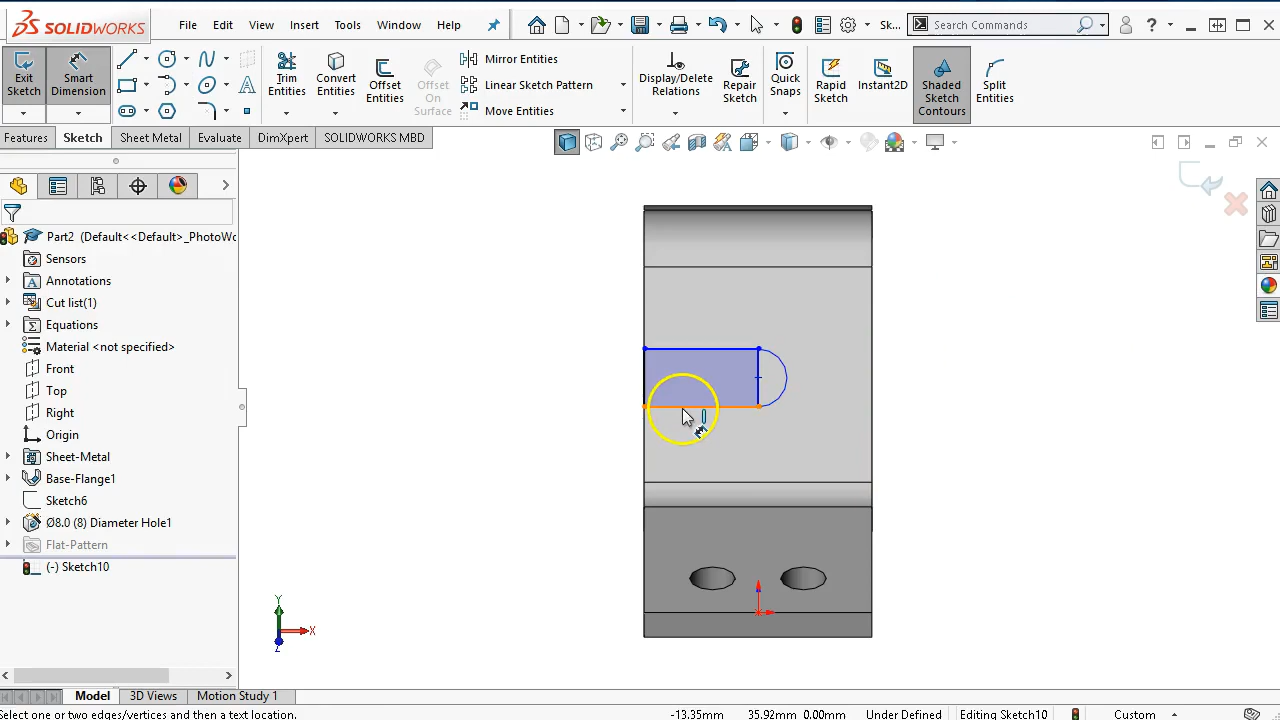 SOLIDWORKS
File Edit View Insert Tools Window Help
Sk...
Search Commands
Exit Sketch
Smart Dimension
Trim Entities
Convert Entities
Offset Entities
Offset On Surface
Mirror Entities
Linear Sketch Pattern
Move Entities
Display/Delete Relations
Repair Sketch
Quick Snaps
Rapid Sketch
Instant2D
Shaded Sketch Contours
Split Entities
Features Sketch Sheet Metal Evaluate DimXpert SOLIDWORKS MBD
Part2 (Default<<Default>_PhotoWo
Sensors
Annotations
Cut list(1)
Equations
Material <not specified>
Front
Top
Right
Origin
Sheet-Metal
Base-Flange1
Sketch6
Ø8.0 (8) Diameter Hole1
Flat-Pattern
(-) Sketch10
Y
X
Z
Model 3D Views Motion Study 1
Select one or two edges/vertices and then a text location. -13.35mm 35.92mm 0.00mm Under Defined Editing Sketch10 Custom